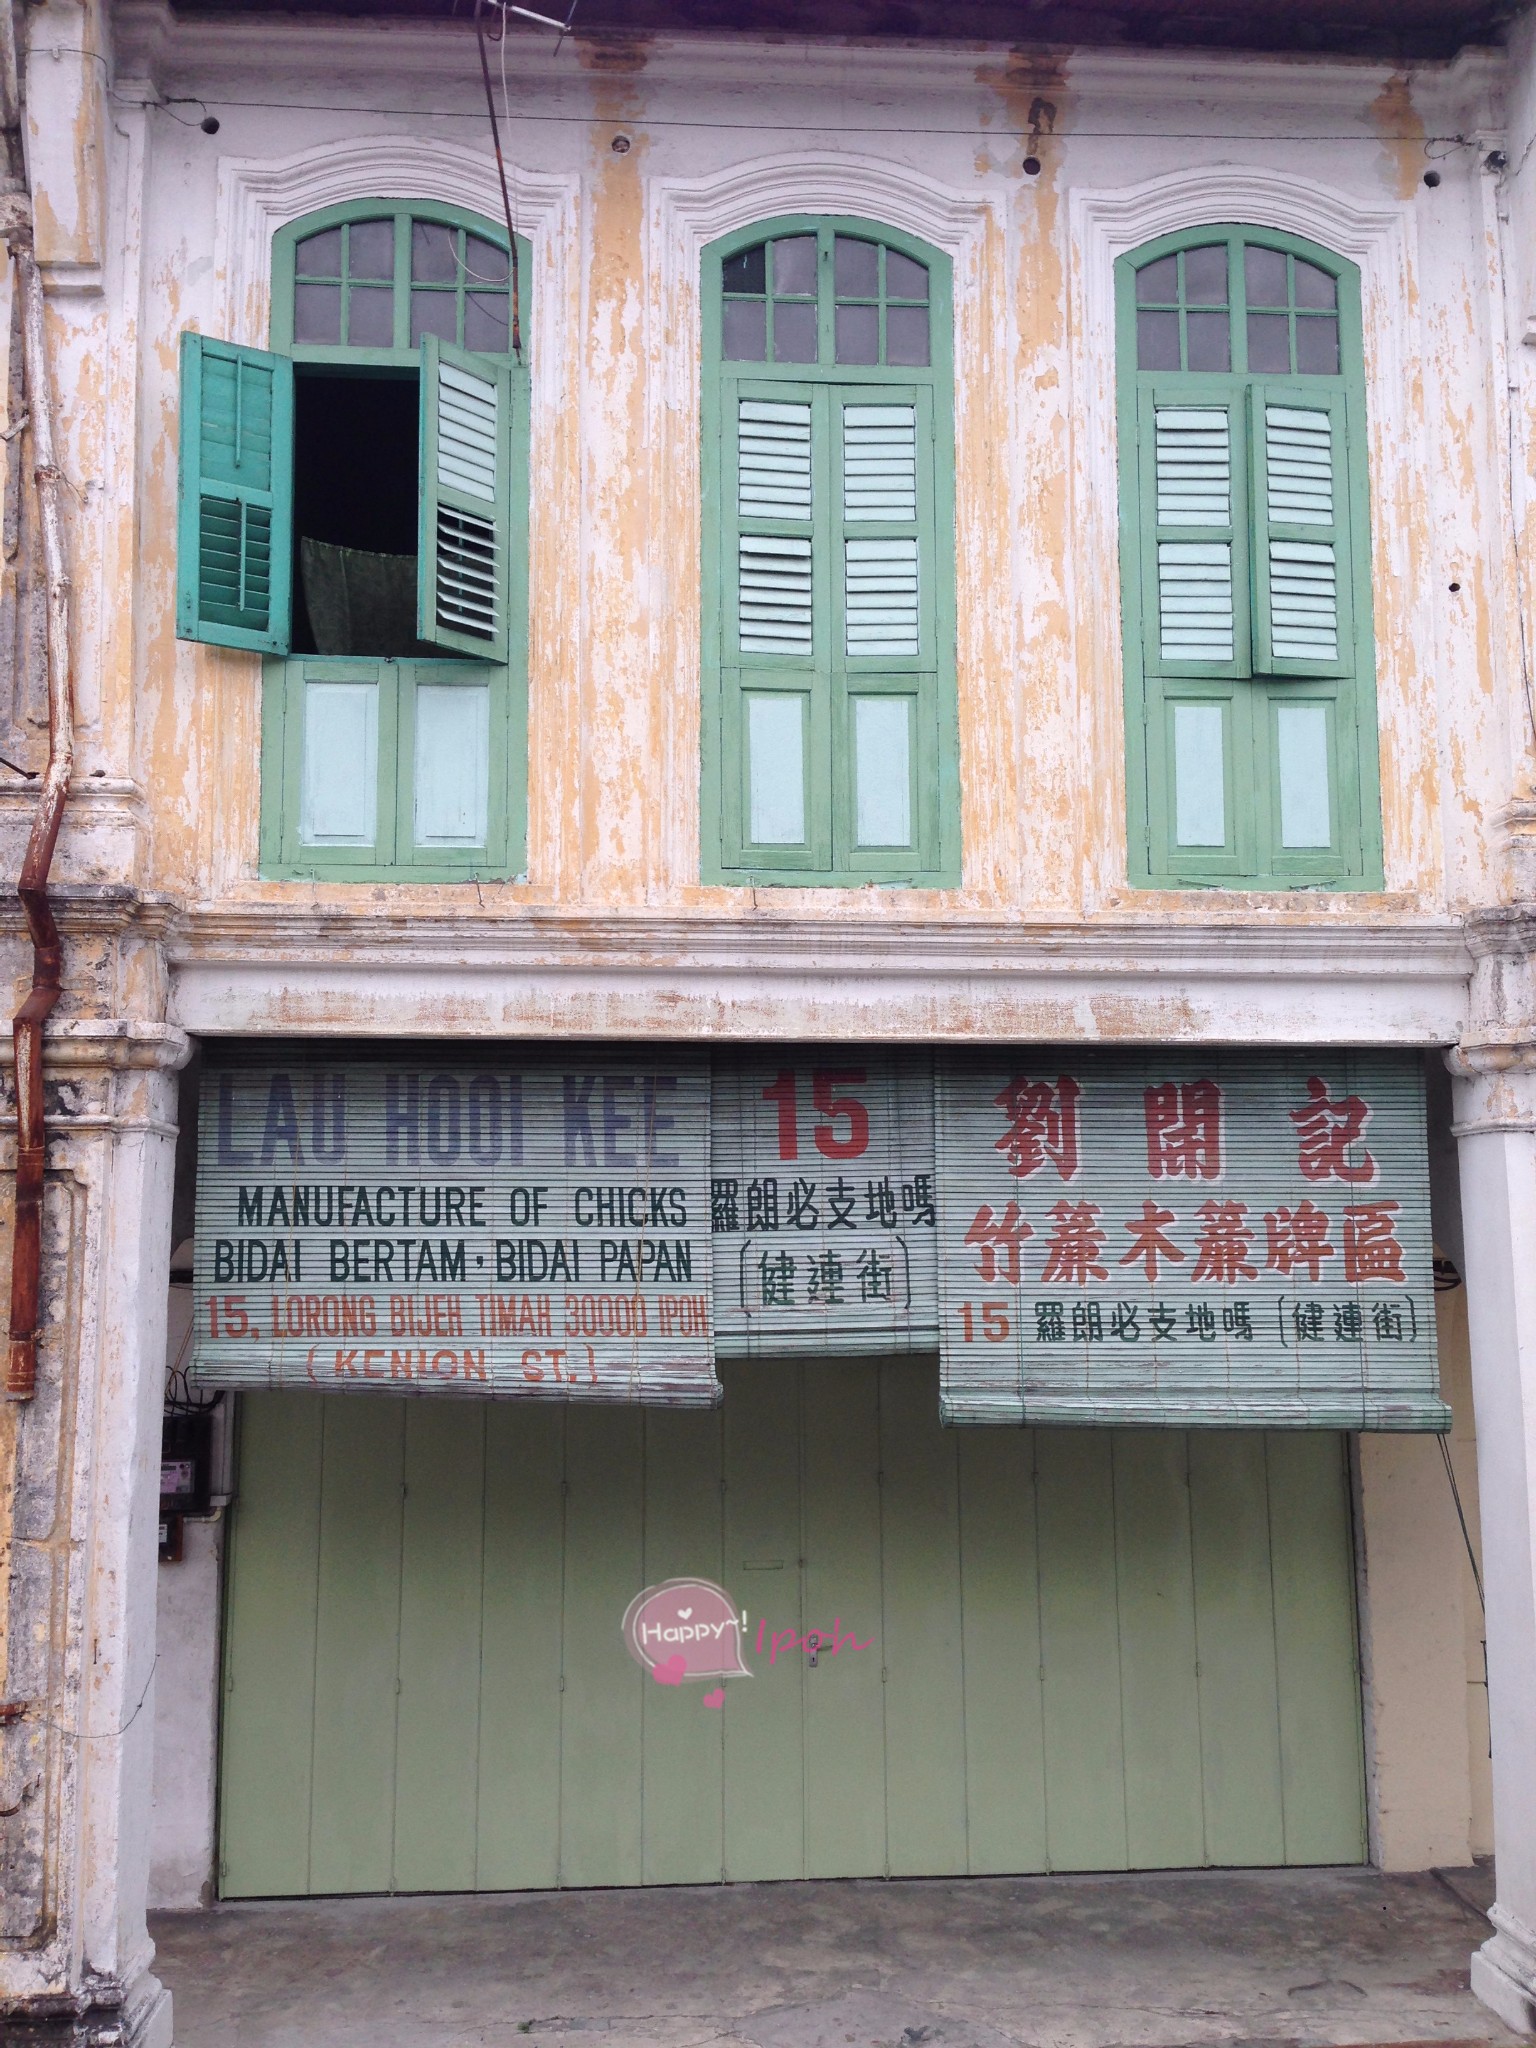 LAU HOOI KEE
MANUFACTURE OF CHICKS
BIDAI BERTAM, BIDAI PAPAN
15, LORONG BIJEH TIMAH 30000 IPOH
(KENION ST.)
15
羅朗必支地嗎
(健連街)
劉開記
竹簾木簾牌區
15 羅朗必支地嗎(健連街)
Happy~! Ipoh